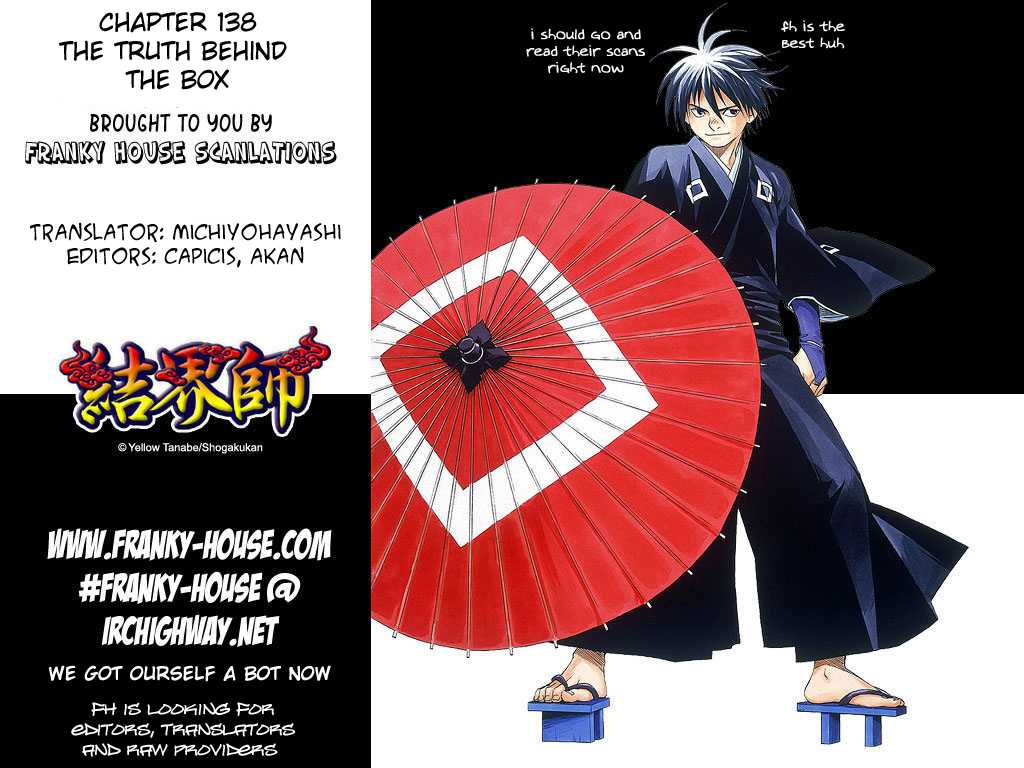 CHAPTER 138
THE TRUTH BEHIND
THE BOX
BROUGHT TO YOU BY
FRANKY HOUSE SCANLATIONS
TRANSLATOR: MICHIYOHAYASHI
EDITORS: CAPICIS, AKAN
結界師
© Yellow Tanabe/Shogakukan
WWW.FRANKY-HOUSE.COM
#FRANKY-HOUSE @
IRCHIGHWAY.NET
WE GOT OURSELF A BOT NOW
FH IS LOOKING FOR
EDITORS, TRANSLATORS
AND RAW PROVIDERS
i should go and
read their scans
right now
fh is the
best huh